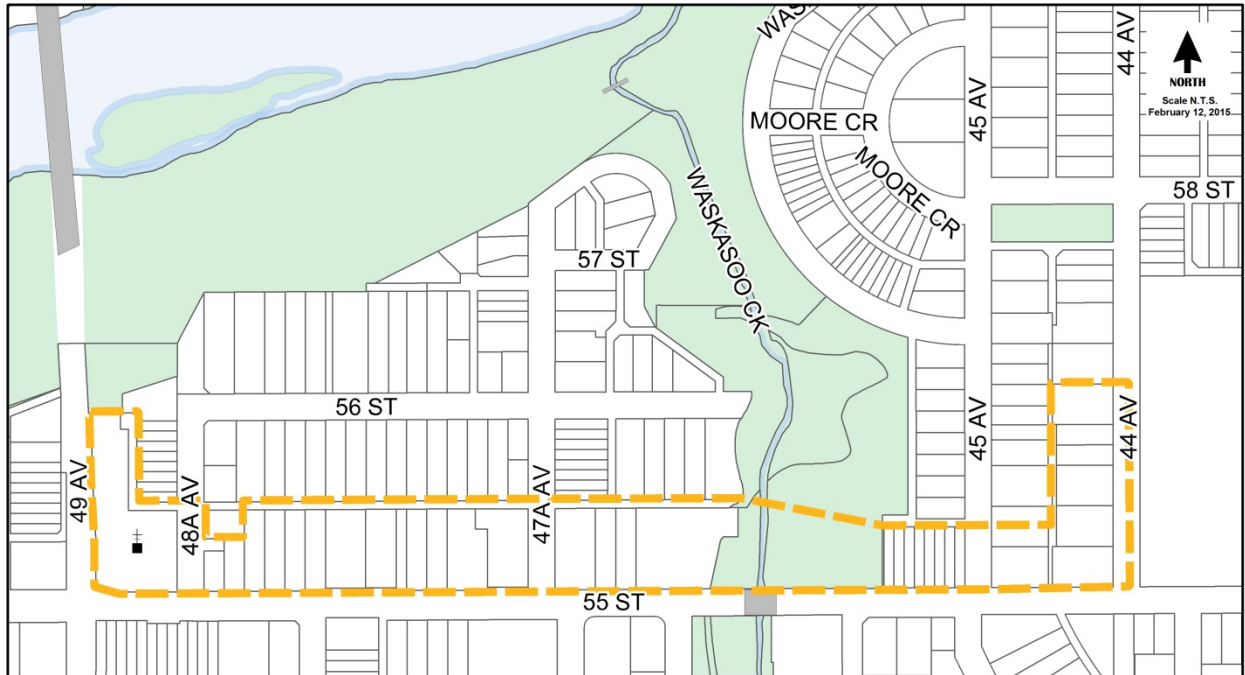 WAS
44 AV
NORTH
Scale N.T.S.
February 12, 2015
45 AV
MOORE CR
MOORE CR
58 ST
WASKASOO CK
57 ST
56 ST
49 AV
48A AV
47A AV
45 AV
44 AV
55 ST